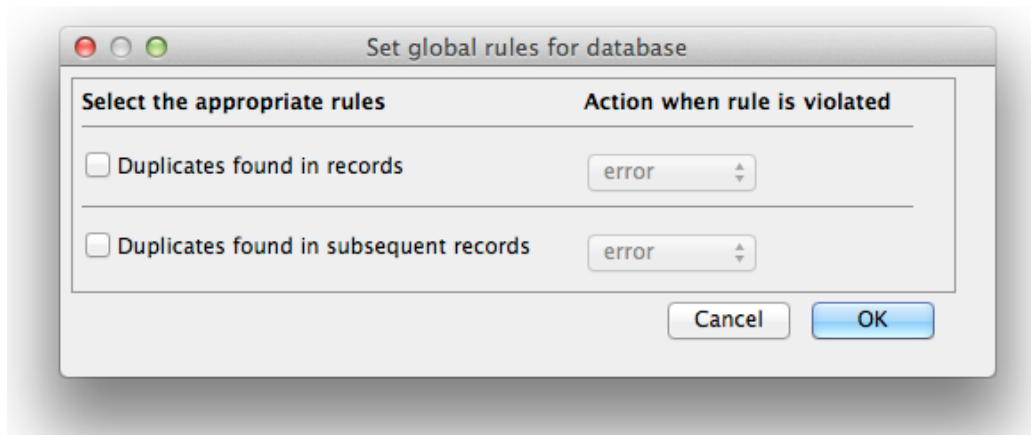 Set global rules for database
Select the appropriate rules Action when rule is violated
Duplicates found in records error
Duplicates found in subsequent records error
Cancel OK